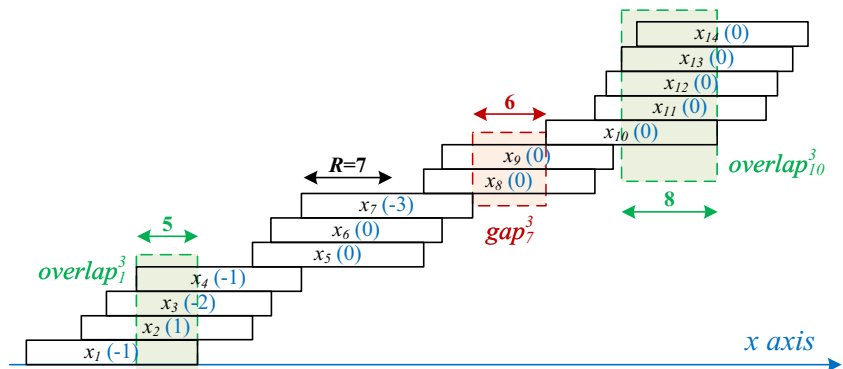 x14 (0)
x13 (0)
x12 (0)
x11 (0)
6
x10 (0)
x9 (0)
overlap^3_10
R=7
x8 (0)
x7 (-3)
8
5
x6 (0)
gap^3_7
x5 (0)
overlap^3_1
x4 (-1)
x3 (-2)
x2 (1)
x1 (-1)
x axis